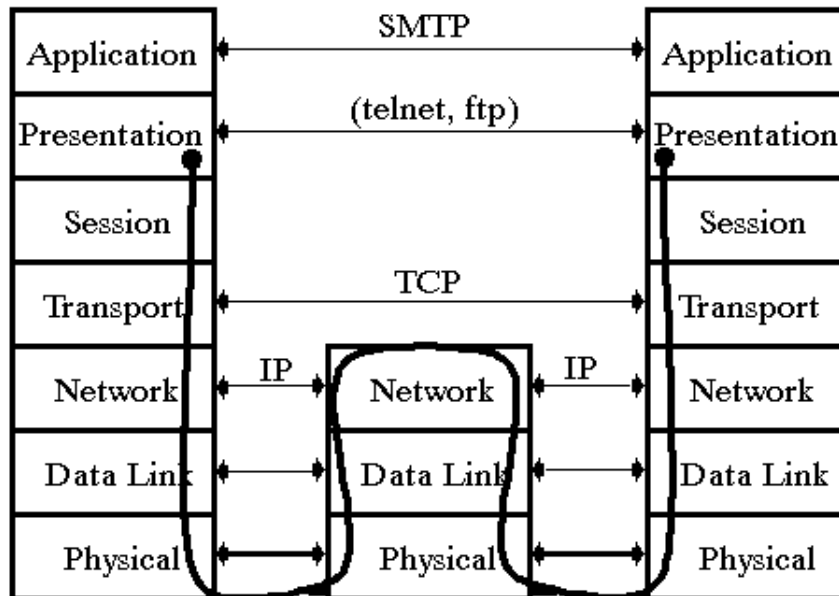 Application SMTP Application
Presentation (telnet, ftp) Presentation
Session Session
Transport TCP Transport
Network IP Network IP Network
Data Link Data Link Data Link
Physical Physical Physical